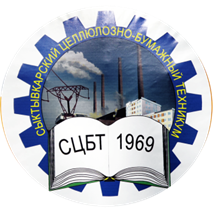 СЫКТЫВКАРСКИЙ ЦЕЛЛЮЛОЗНО-БУМАЖНЫЙ ТЕХНИКУМ
СЦБТ 1969